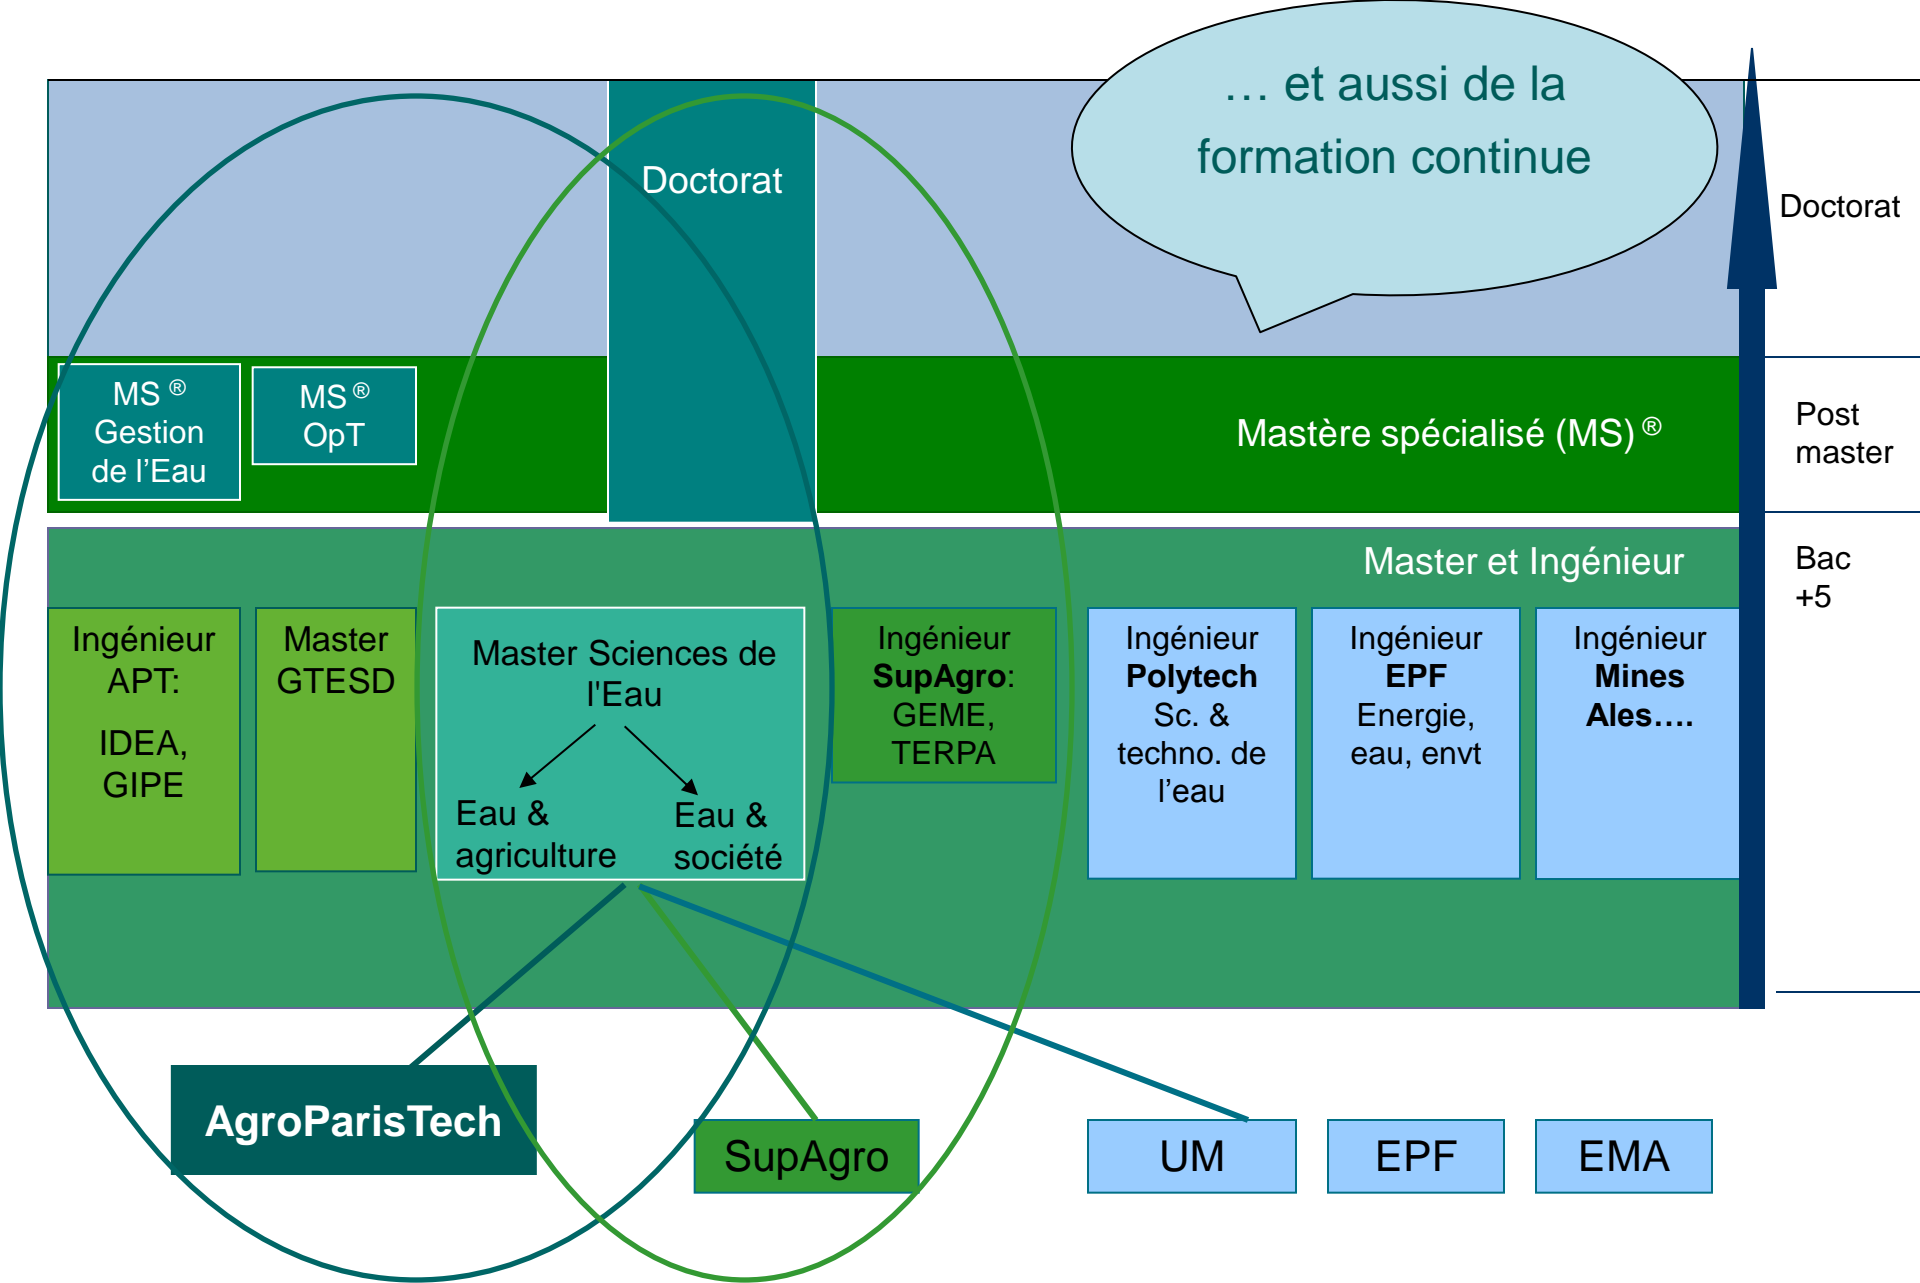 … et aussi de la
formation continue
Doctorat
Doctorat
MS ®
Gestion
de l’Eau
MS ®
OpT
Mastère spécialisé (MS) ®
Post
master
Master et Ingénieur
Bac
+5
Ingénieur
APT:
IDEA,
GIPE
Master
GTESD
Master Sciences de
l'Eau
Eau &
agriculture
Eau &
société
Ingénieur
SupAgro:
GEME,
TERPA
Ingénieur
Polytech
Sc. &
techno. de
l’eau
Ingénieur
EPF
Energie,
eau, envt
Ingénieur
Mines
Ales….
AgroParisTech
SupAgro
UM
EPF
EMA